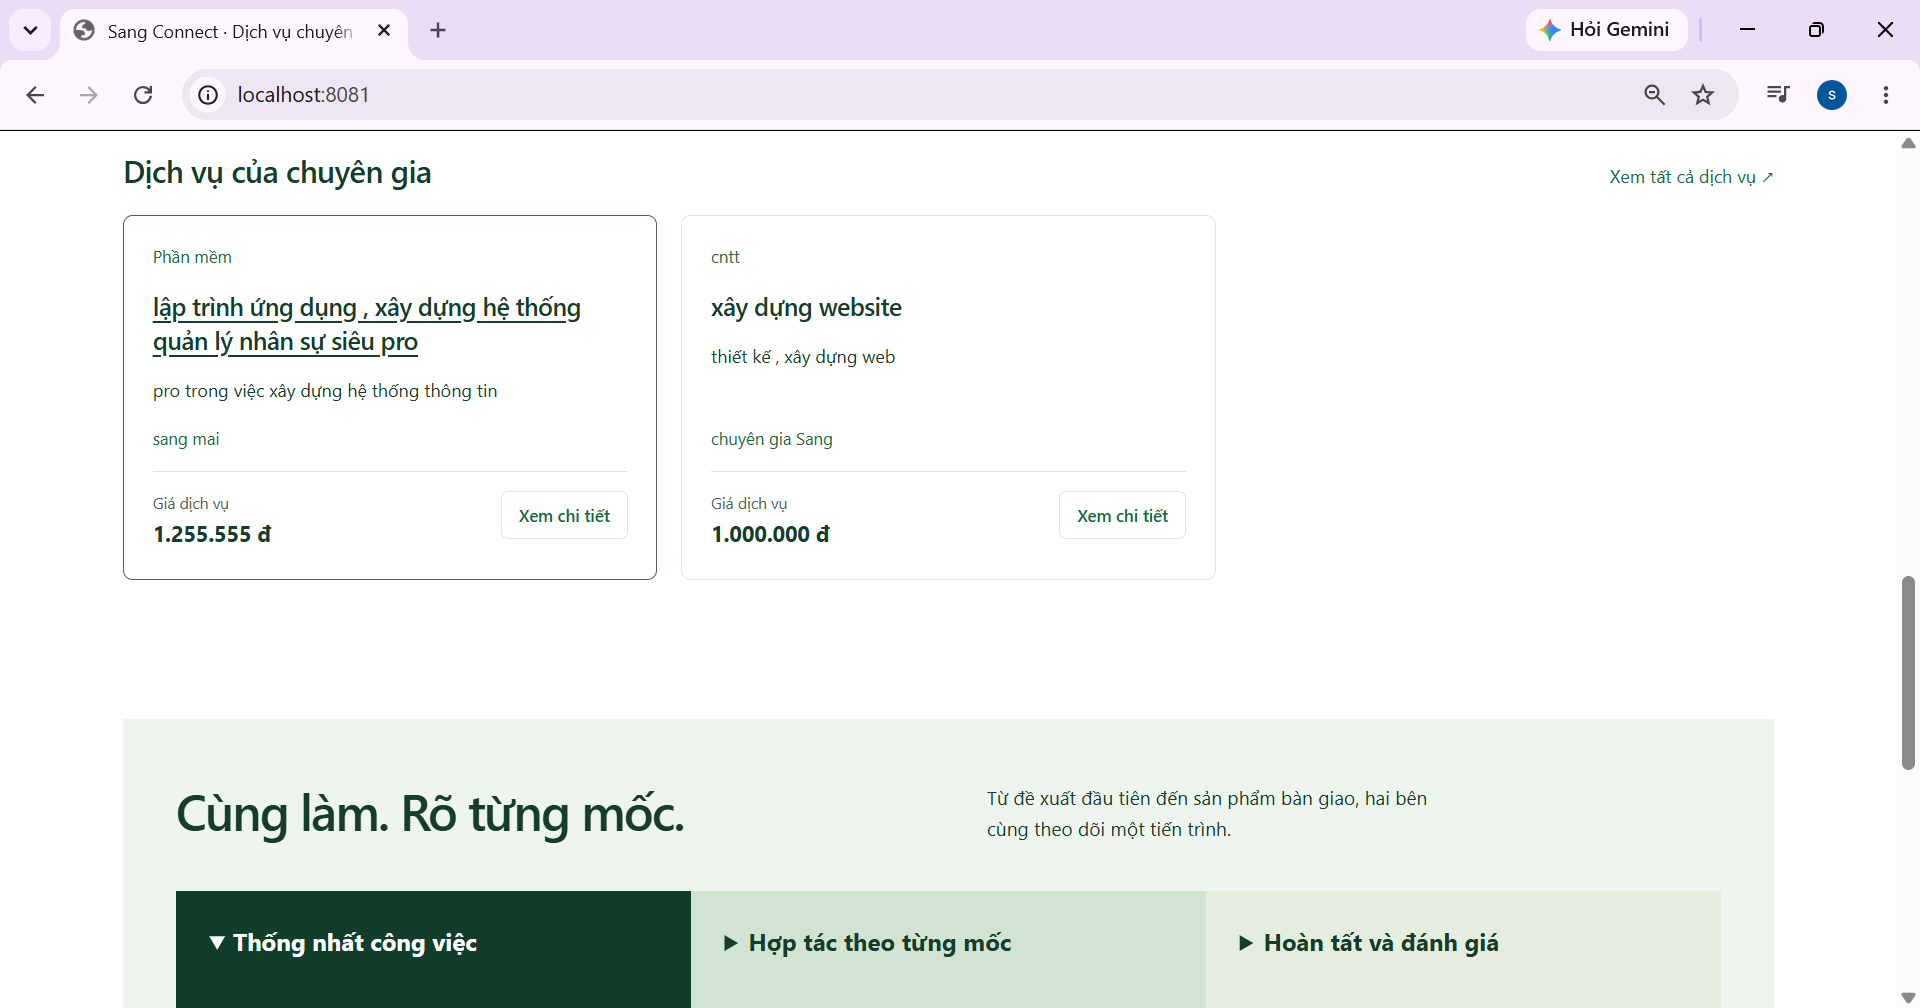 Sang Connect · Dịch vụ chuyên
Hỏi Gemini
localhost:8081
S
Dịch vụ của chuyên gia
Xem tất cả dịch vụ ↗
Phần mềm
lập trình ứng dụng , xây dựng hệ thống
quản lý nhân sự siêu pro
pro trong việc xây dựng hệ thống thông tin
sang mai
Giá dịch vụ
1.255.555 đ
Xem chi tiết
cntt
xây dựng website
thiết kế , xây dựng web
chuyên gia Sang
Giá dịch vụ
1.000.000 đ
Xem chi tiết
Cùng làm. Rõ từng mốc.
Từ đề xuất đầu tiên đến sản phẩm bàn giao, hai bên
cùng theo dõi một tiến trình.
▼ Thống nhất công việc
▶ Hợp tác theo từng mốc
▶ Hoàn tất và đánh giá